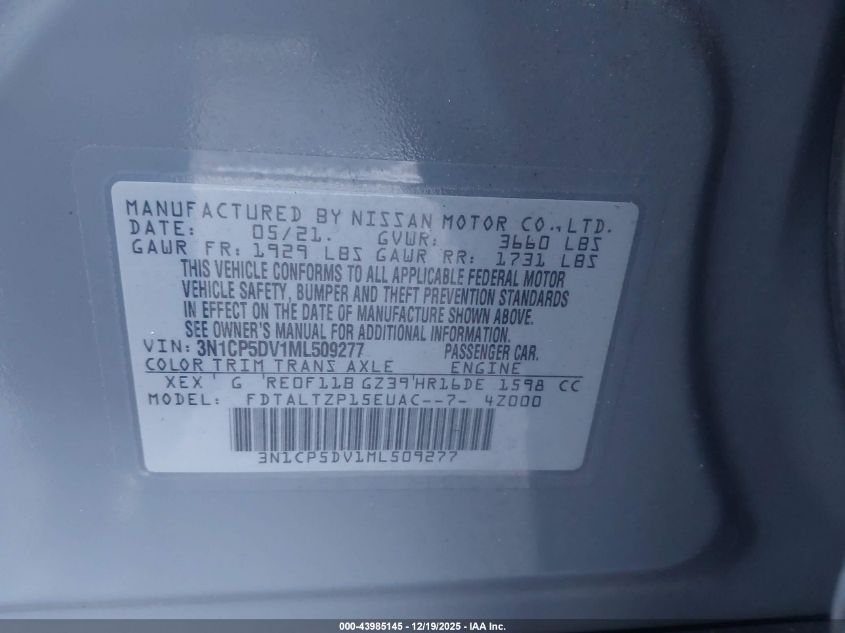 MANUFACTURED BY NISSAN MOTOR CO., LTD.
DATE: 05/21. GVWR: 3660 LBS
GAWR FR: 1929 LBS GAWR RR: 1731 LBS
THIS VEHICLE CONFORMS TO ALL APPLICABLE FEDERAL MOTOR
VEHICLE SAFETY, BUMPER AND THEFT PREVENTION STANDARDS
IN EFFECT ON THE DATE OF MANUFACTURE SHOWN ABOVE.
SEE OWNER'S MANUAL FOR ADDITIONAL INFORMATION.
VIN: 3N1CP5DV1ML509277 PASSENGER CAR.
COLOR TRIM TRANS AXLE ENGINE
XEX G RE0F11B GZ39 HR16DE 1598 CC
MODEL: FDTALTZP15EUAC--7- 4Z000
3N1CP5DV1ML509277
000-43985145 - 12/19/2025 - IAA Inc.